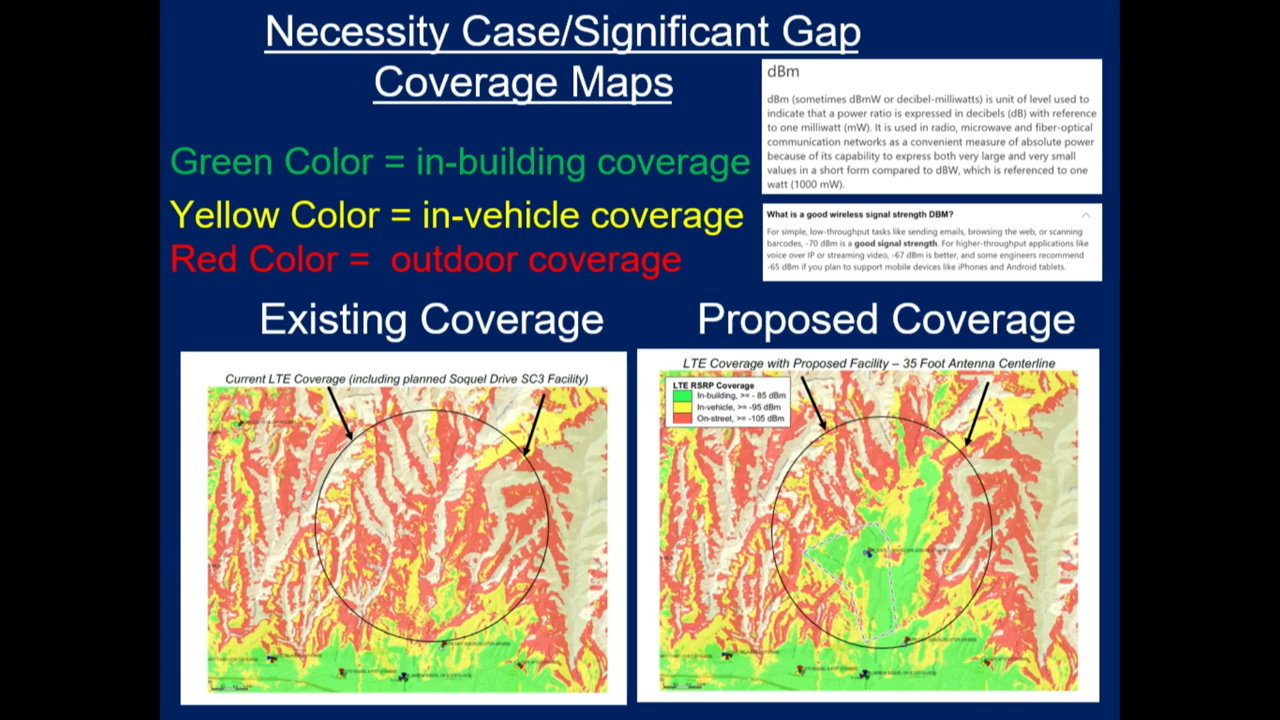 Necessity Case/Significant Gap
Coverage Maps
Green Color = in-building coverage
Yellow Color = in-vehicle coverage
Red Color = outdoor coverage
dBm
dBm (sometimes dBmW or decibel-milliwatts) is unit of level used to
indicate that a power ratio is expressed in decibels (dB) with reference
to one milliwatt (mW). It is used in radio, microwave and fiber-optical
communication networks as a convenient measure of absolute power
because of its capability to express both very large and very small
values in a short form compared to dBW, which is referenced to one
watt (1000 mW).
What is a good wireless signal strength DBM?
For simple, low-throughput tasks like sending emails, browsing the web, or scanning
barcodes, -70 dBm is a good signal strength. For higher-throughput applications like
voice over IP or streaming video, -67 dBm is better, and some engineers recommend
-65 dBm if you plan to support mobile devices like iPhones and Android tablets.
Existing Coverage
Proposed Coverage
Current LTE Coverage (including planned Soquel Drive SC3 Facility)
LTE Coverage with Proposed Facility – 35 Foot Antenna Centerline
LTE RSRP Coverage
In-building, >= - 85 dBm
In-vehicle, >= -95 dBm
On-street, >= -105 dBm